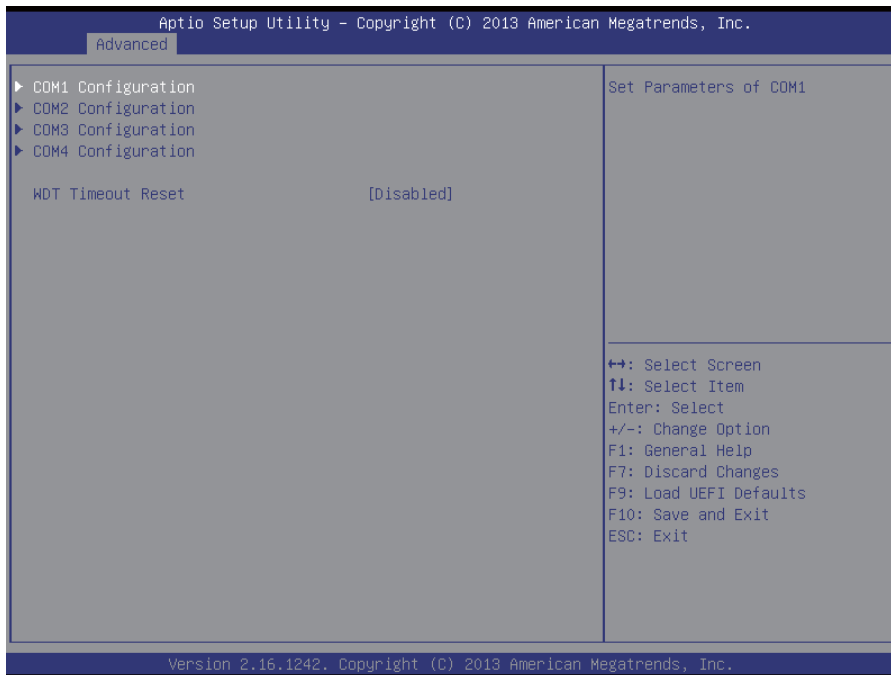 Aptio Setup Utility – Copyright (C) 2013 American Megatrends, Inc.
Advanced
▶ COM1 Configuration
▶ COM2 Configuration
▶ COM3 Configuration
▶ COM4 Configuration
WDT Timeout Reset [Disabled]
Set Parameters of COM1
↔: Select Screen
↑↓: Select Item
Enter: Select
+/-: Change Option
F1: General Help
F7: Discard Changes
F9: Load UEFI Defaults
F10: Save and Exit
ESC: Exit
Version 2.16.1242. Copyright (C) 2013 American Megatrends, Inc.